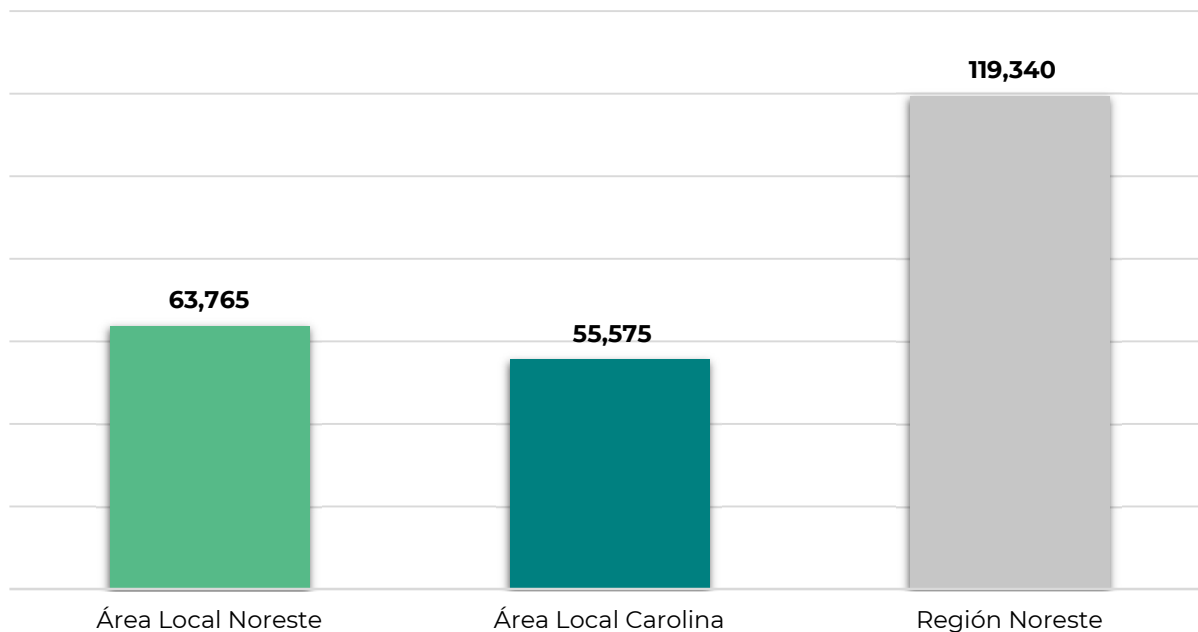 119,340
63,765
55,575
Área Local Noreste
Área Local Carolina
Región Noreste